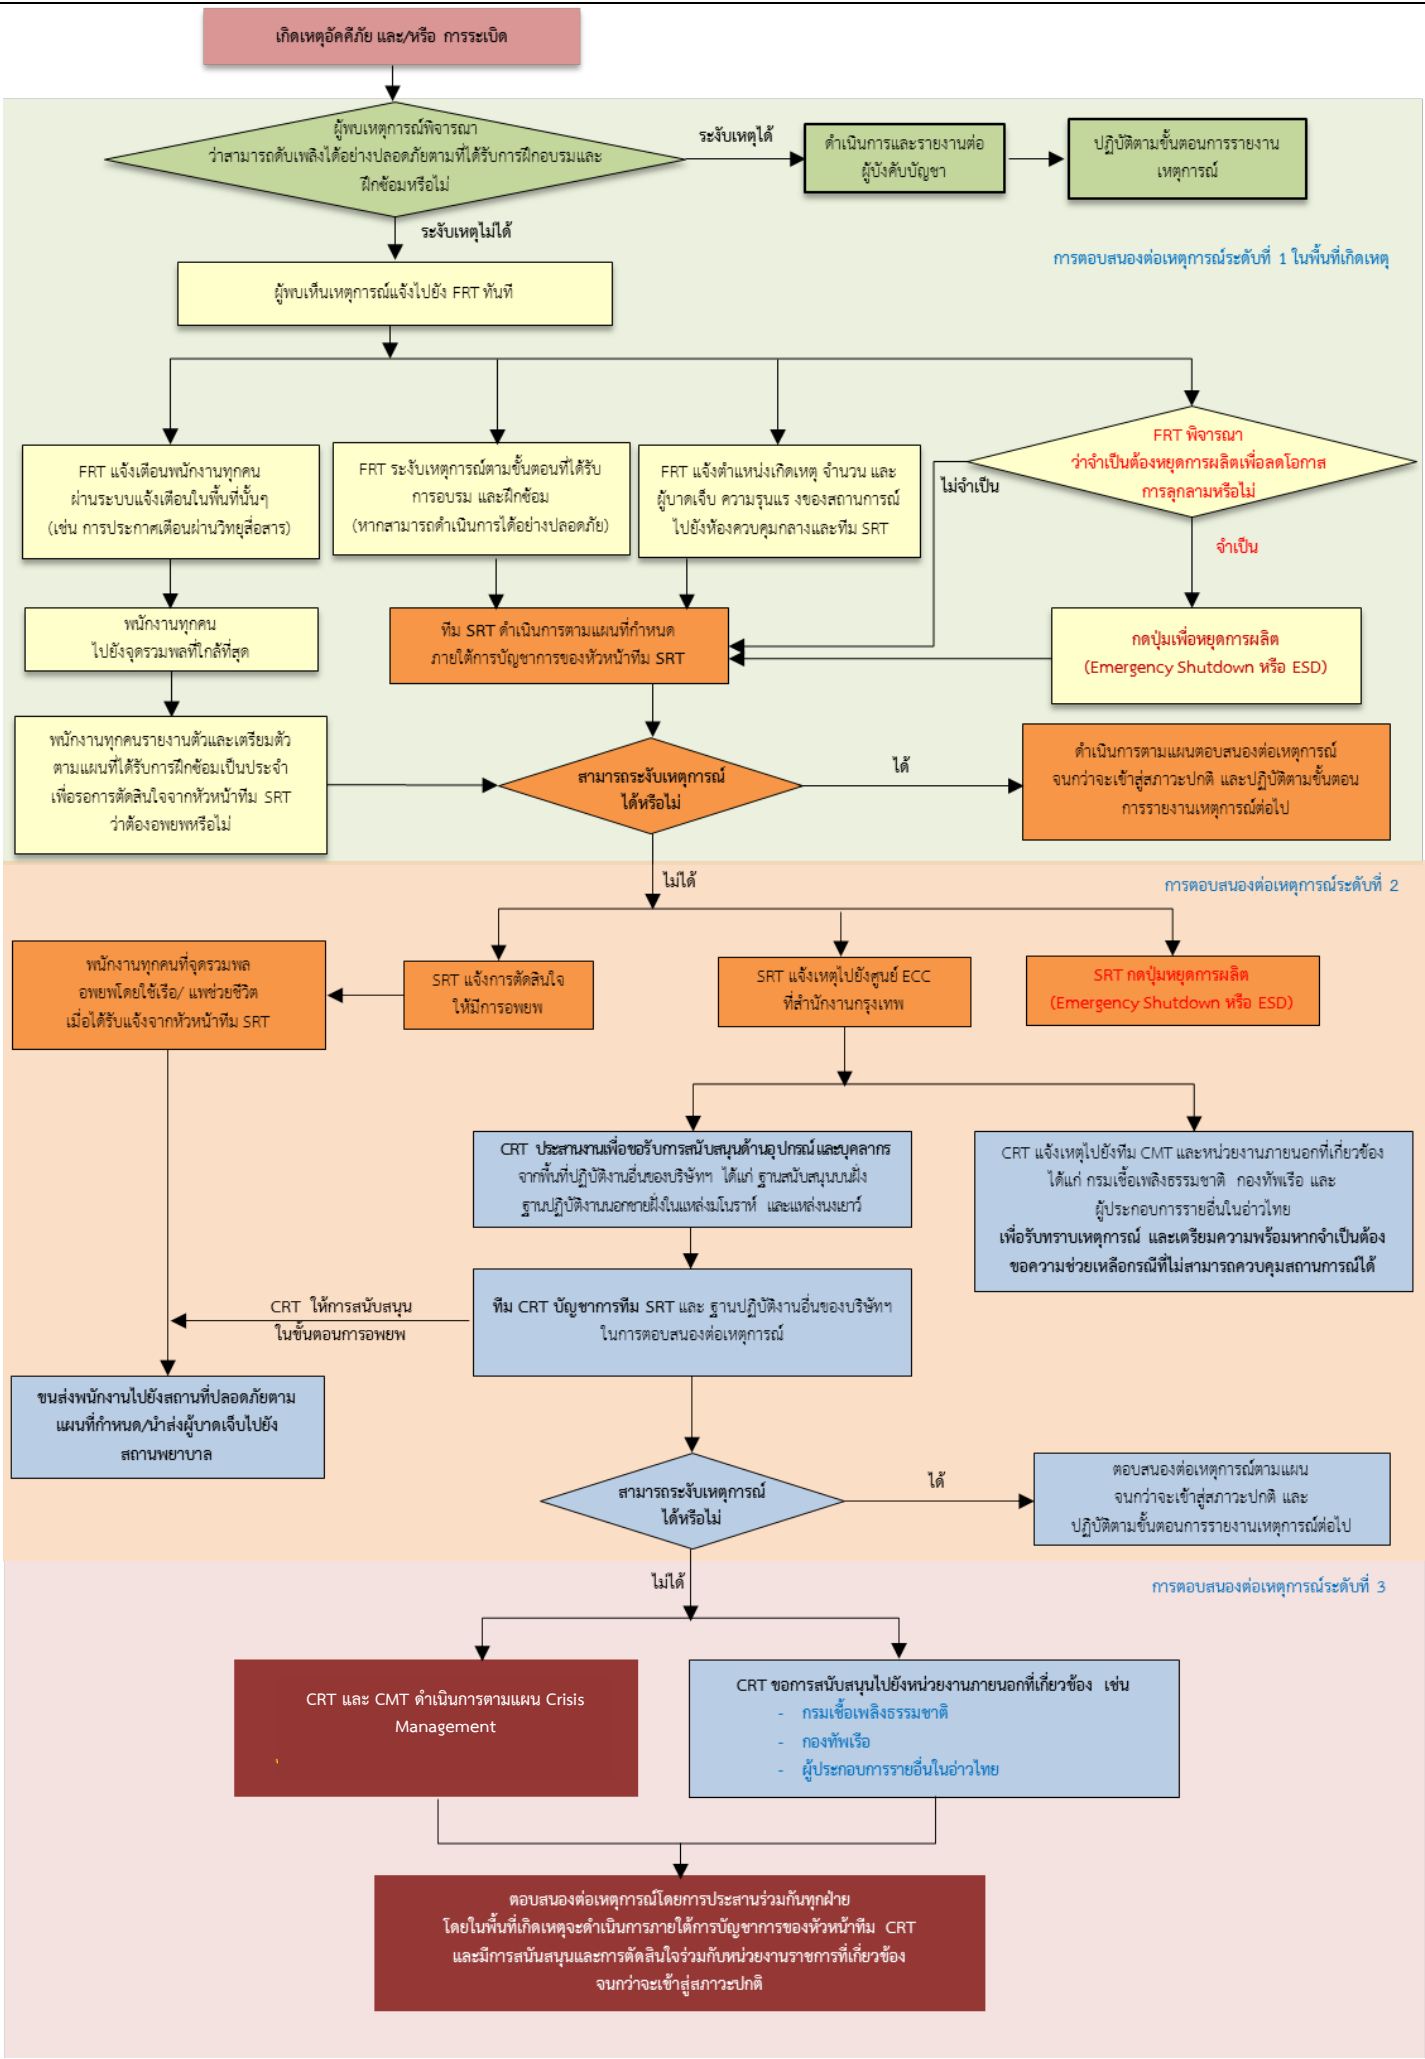 เกิดเหตุอัคคีภัย และ/หรือ การระเบิด
ผู้พบเหตุการณ์พิจารณา
ว่าสามารถดับเพลิงได้อย่างปลอดภัยตามที่ได้รับการฝึกอบรมและ
ฝึกซ้อมหรือไม่
ระงับเหตุได้
ดำเนินการและรายงานต่อ
ผู้บังคับบัญชา
ปฏิบัติตามขั้นตอนการรายงาน
เหตุการณ์
ระงับเหตุไม่ได้
การตอบสนองต่อเหตุการณ์ระดับที่ 1 ในพื้นที่เกิดเหตุ
ผู้พบเห็นเหตุการณ์แจ้งไปยัง FRT ทันที
FRT แจ้งเตือนพนักงานทุกคน
ผ่านระบบแจ้งเตือนในพื้นที่นั้นๆ
(เช่น การประกาศเตือนผ่านวิทยุสื่อสาร)
FRT ระงับเหตุการณ์ตามขั้นตอนที่ได้รับ
การอบรม และฝึกซ้อม
(หากสามารถดำเนินการได้อย่างปลอดภัย)
FRT แจ้งตำแหน่งเกิดเหตุ จำนวน และ
ผู้บาดเจ็บ ความรุนแร งของสถานการณ์
ไปยังห้องควบคุมกลางและทีม SRT
FRT พิจารณา
ว่าจำเป็นต้องหยุดการผลิตเพื่อลดโอกาส
การลุกลามหรือไม่
ไม่จำเป็น
จำเป็น
พนักงานทุกคน
ไปยังจุดรวมพลที่ใกล้ที่สุด
ทีม SRT ดำเนินการตามแผนที่กำหนด
ภายใต้การบัญชาการของหัวหน้าทีม SRT
กดปุ่มเพื่อหยุดการผลิต
(Emergency Shutdown หรือ ESD)
พนักงานทุกคนรายงานตัวและเตรียมตัว
ตามแผนที่ได้รับการฝึกซ้อมเป็นประจำ
เพื่อรอการตัดสินใจจากหัวหน้าทีม SRT
ว่าต้องอพยพหรือไม่
สามารถระงับเหตุการณ์
ได้หรือไม่
ได้
ดำเนินการตามแผนตอบสนองต่อเหตุการณ์
จนกว่าจะเข้าสู่สภาวะปกติ และปฏิบัติตามขั้นตอน
การรายงานเหตุการณ์ต่อไป
ไม่ได้
การตอบสนองต่อเหตุการณ์ระดับที่ 2
พนักงานทุกคนที่จุดรวมพล
อพยพโดยใช้เรือ/ แพช่วยชีวิต
เมื่อได้รับแจ้งจากหัวหน้าทีม SRT
SRT แจ้งการตัดสินใจ
ให้มีการอพยพ
SRT แจ้งเหตุไปยังศูนย์ ECC
ที่สำนักงานกรุงเทพ
SRT กดปุ่มหยุดการผลิต
(Emergency Shutdown หรือ ESD)
CRT ประสานงานเพื่อขอรับการสนับสนุนด้านอุปกรณ์และบุคลากร
จากพื้นที่ปฏิบัติงานอื่นของบริษัทฯ ได้แก่ ฐานสนับสนุนบนฝั่ง
ฐานปฏิบัติงานนอกชายฝั่งในแหล่งมโนราห์ และแหล่งนงเยาว์
CRT แจ้งเหตุไปยังทีม CMT และหน่วยงานภายนอกที่เกี่ยวข้อง
ได้แก่ กรมเชื้อเพลิงธรรมชาติ กองทัพเรือ และ
ผู้ประกอบการรายอื่นในอ่าวไทย
เพื่อรับทราบเหตุการณ์ และเตรียมความพร้อมหากจำเป็นต้อง
ขอความช่วยเหลือกรณีที่ไม่สามารถควบคุมสถานการณ์ได้
CRT ให้การสนับสนุน
ในขั้นตอนการอพยพ
ทีม CRT บัญชาการทีม SRT และ ฐานปฏิบัติงานอื่นของบริษัทฯ
ในการตอบสนองต่อเหตุการณ์
ขนส่งพนักงานไปยังสถานที่ปลอดภัยตาม
แผนที่กำหนด/นำส่งผู้บาดเจ็บไปยัง
สถานพยาบาล
สามารถระงับเหตุการณ์
ได้หรือไม่
ได้
ตอบสนองต่อเหตุการณ์ตามแผน
จนกว่าจะเข้าสู่สภาวะปกติ และ
ปฏิบัติตามขั้นตอนการรายงานเหตุการณ์ต่อไป
ไม่ได้
การตอบสนองต่อเหตุการณ์ระดับที่ 3
CRT และ CMT ดำเนินการตามแผน Crisis
Management
CRT ขอการสนับสนุนไปยังหน่วยงานภายนอกที่เกี่ยวข้อง เช่น
- กรมเชื้อเพลิงธรรมชาติ
- กองทัพเรือ
- ผู้ประกอบการรายอื่นในอ่าวไทย
ตอบสนองต่อเหตุการณ์โดยการประสานร่วมกันทุกฝ่าย
โดยในพื้นที่เกิดเหตุจะดำเนินการภายใต้การบัญชาการของหัวหน้าทีม CRT
และมีการสนันสนุนและการตัดสินใจร่วมกับหน่วยงานราชการที่เกี่ยวข้อง
จนกว่าจะเข้าสู่สภาวะปกติ